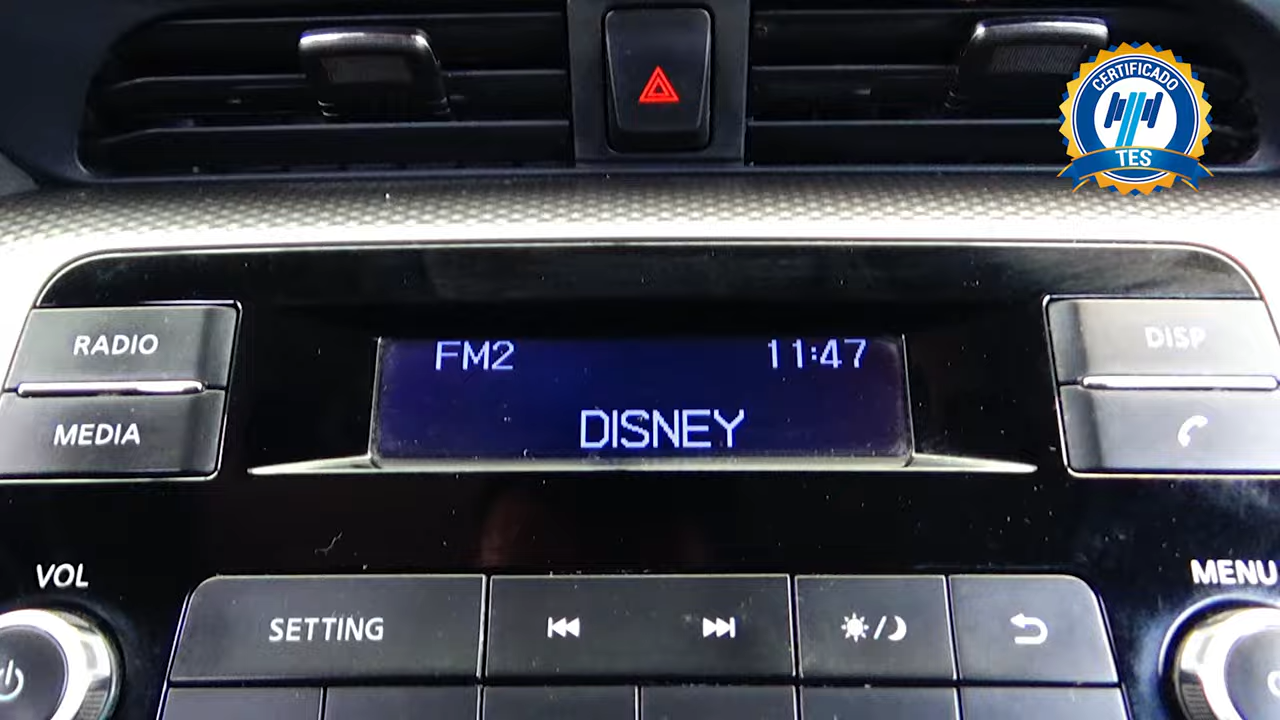 CERTIFICADO
TES
RADIO
MEDIA
FM2 11:47
DISNEY
DISP
VOL
MENU
SETTING